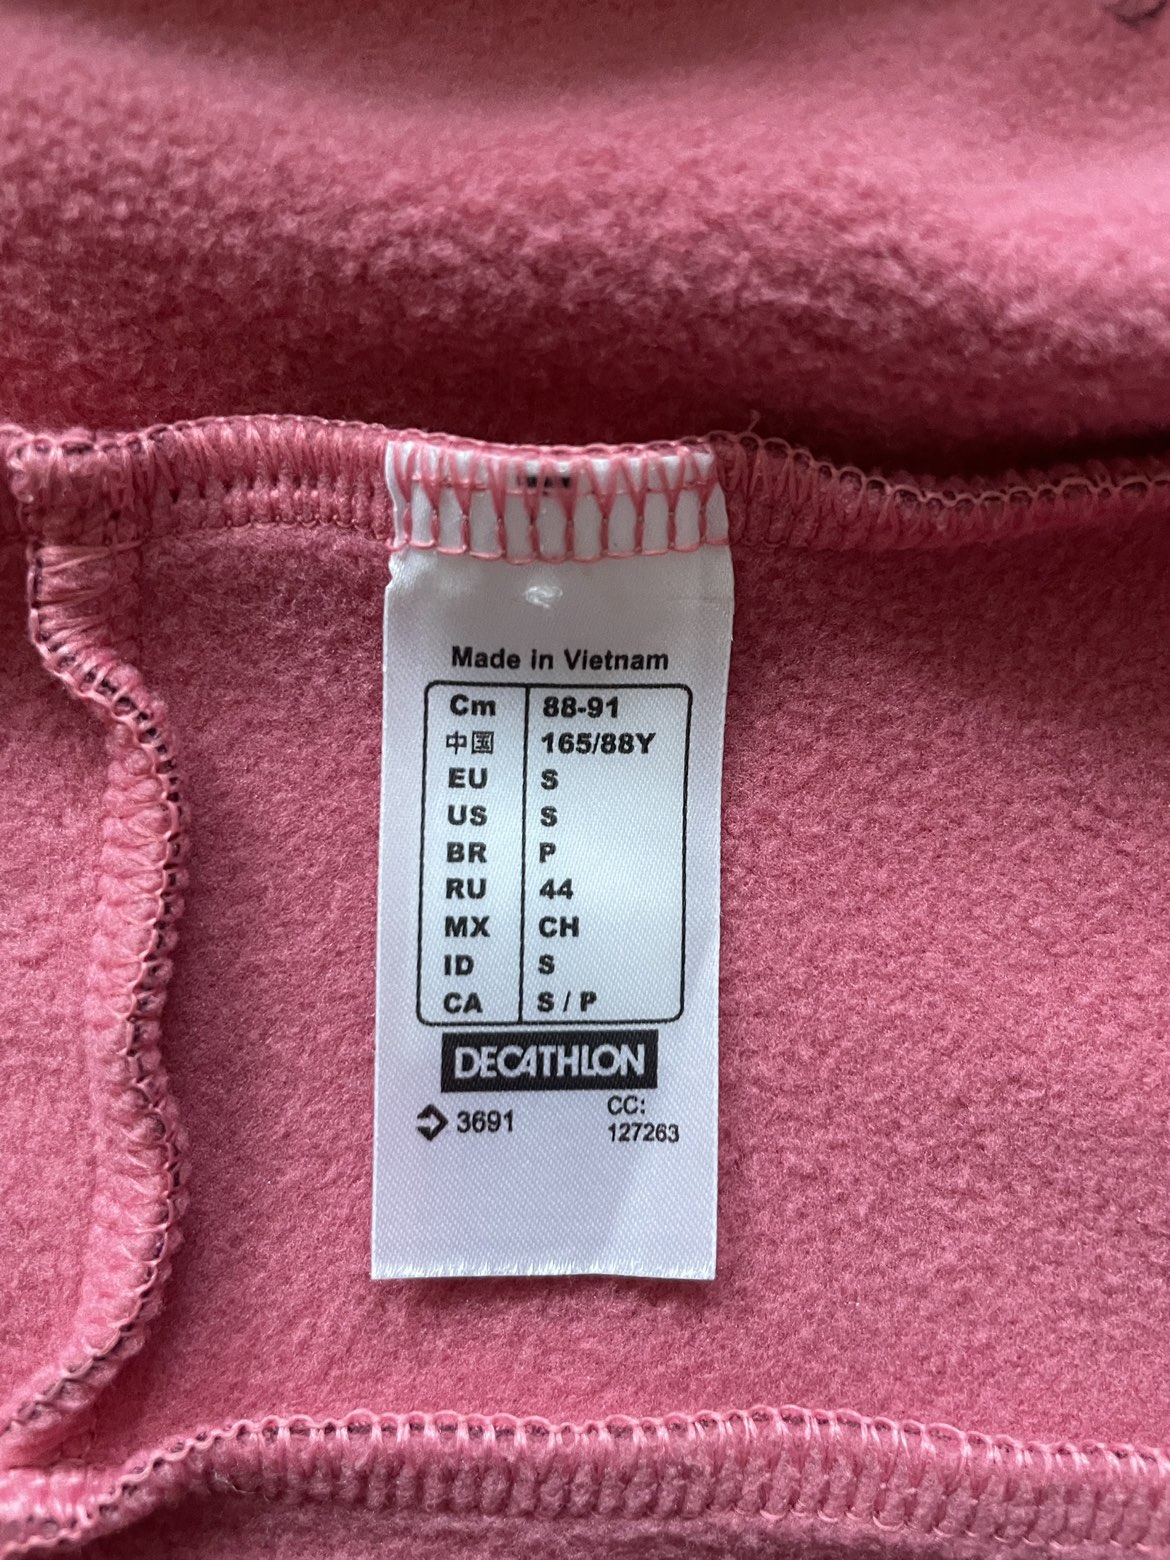 Made in Vietnam
Cm 88-91
中国 165/88Y
EU S
US S
BR P
RU 44
MX CH
ID S
CA S / P
DECATHLON
3691
CC:
127263